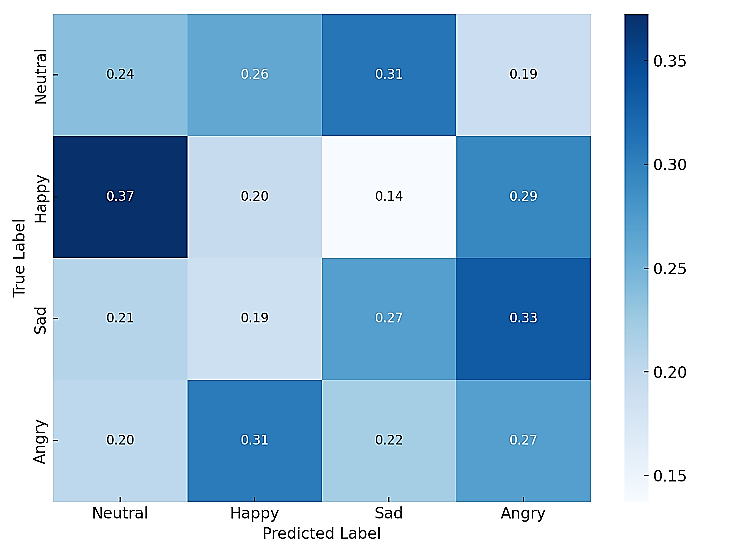 Neutral 0.24 0.26 0.31 0.19
Happy 0.37 0.20 0.14 0.29
Sad 0.21 0.19 0.27 0.33
Angry 0.20 0.31 0.22 0.27
True Label
Neutral Happy Sad Angry
Predicted Label
0.35
0.30
0.25
0.20
0.15